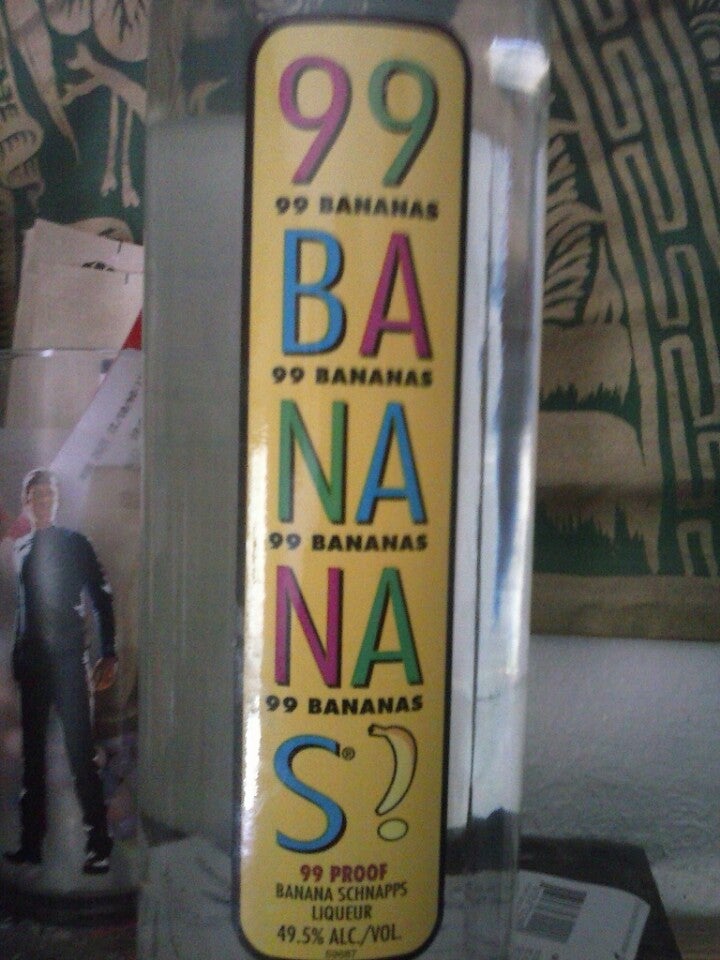 99
99 BANANAS
BA
99 BANANAS
NA
99 BANANAS
NA
99 BANANAS
S®
99 PROOF
BANANA SCHNAPPS
LIQUEUR
49.5% ALC./VOL.